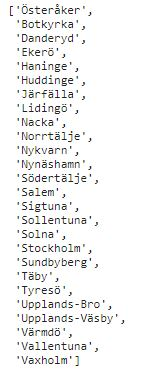 ['Österåker',
'Botkyrka',
'Danderyd',
'Ekerö',
'Haninge',
'Huddinge',
'Järfälla',
'Lidingö',
'Nacka',
'Norrtälje',
'Nykvarn',
'Nynäshamn',
'Södertälje',
'Salem',
'Sigtuna',
'Sollentuna',
'Solna',
'Stockholm',
'Sundbyberg',
'Täby',
'Tyresö',
'Upplands-Bro',
'Upplands-Väsby',
'Värmdö',
'Vallentuna',
'Vaxholm']